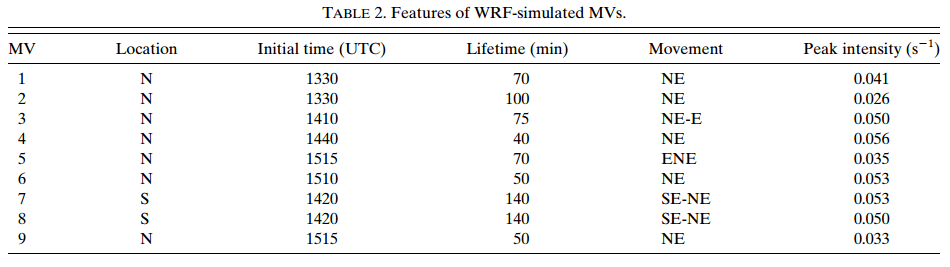 TABLE 2. Features of WRF-simulated MVs.
MV Location Initial time (UTC) Lifetime (min) Movement Peak intensity (s⁻¹)
1 N 1330 70 NE 0.041
2 N 1330 100 NE 0.026
3 N 1410 75 NE-E 0.050
4 N 1440 40 NE 0.056
5 N 1515 70 ENE 0.035
6 N 1510 50 NE 0.053
7 S 1420 140 SE-NE 0.053
8 S 1420 140 SE-NE 0.050
9 N 1515 50 NE 0.033